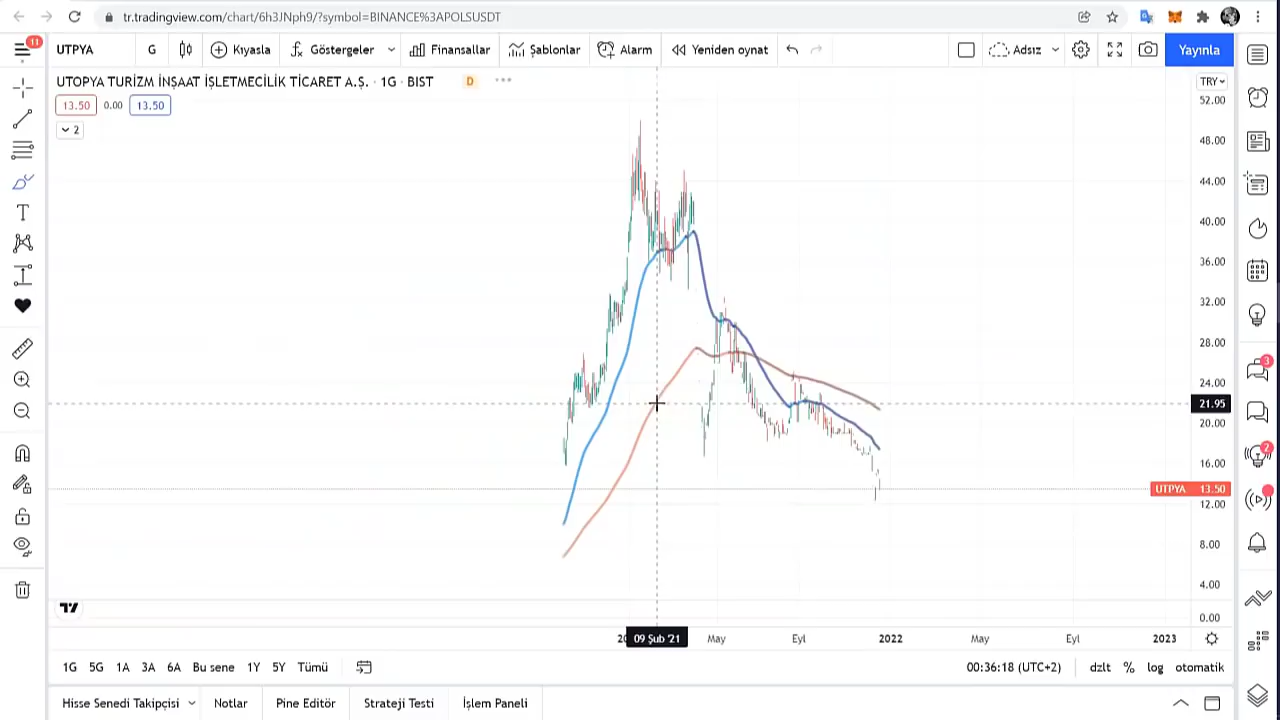 tr.tradingview.com/chart/6h3JNph9/?symbol=BINANCE%3APOLSUSDT
11
UTPYA G Kıyasla Göstergeler Finansallar Şablonlar Alarm Yeniden oynat Adsız Yayınla
UTOPYA TURİZM İNŞAAT İŞLETMECİLİK TİCARET A.Ş. · 1G · BIST D
TRY
13.50 0.00 13.50
2
52.00
48.00
44.00
40.00
36.00
32.00
28.00
24.00
21.95
20.00
16.00
UTPYA 13.50
12.00
8.00
4.00
0.00
3
2
20 09 Şub '21 May Eyl 2022 May Eyl 2023
1G 5G 1A 3A 6A Bu sene 1Y 5Y Tümü 00:36:18 (UTC+2) dzlt % log otomatik
Hisse Senedi Takipçisi Notlar Pine Editör Strateji Testi İşlem Paneli